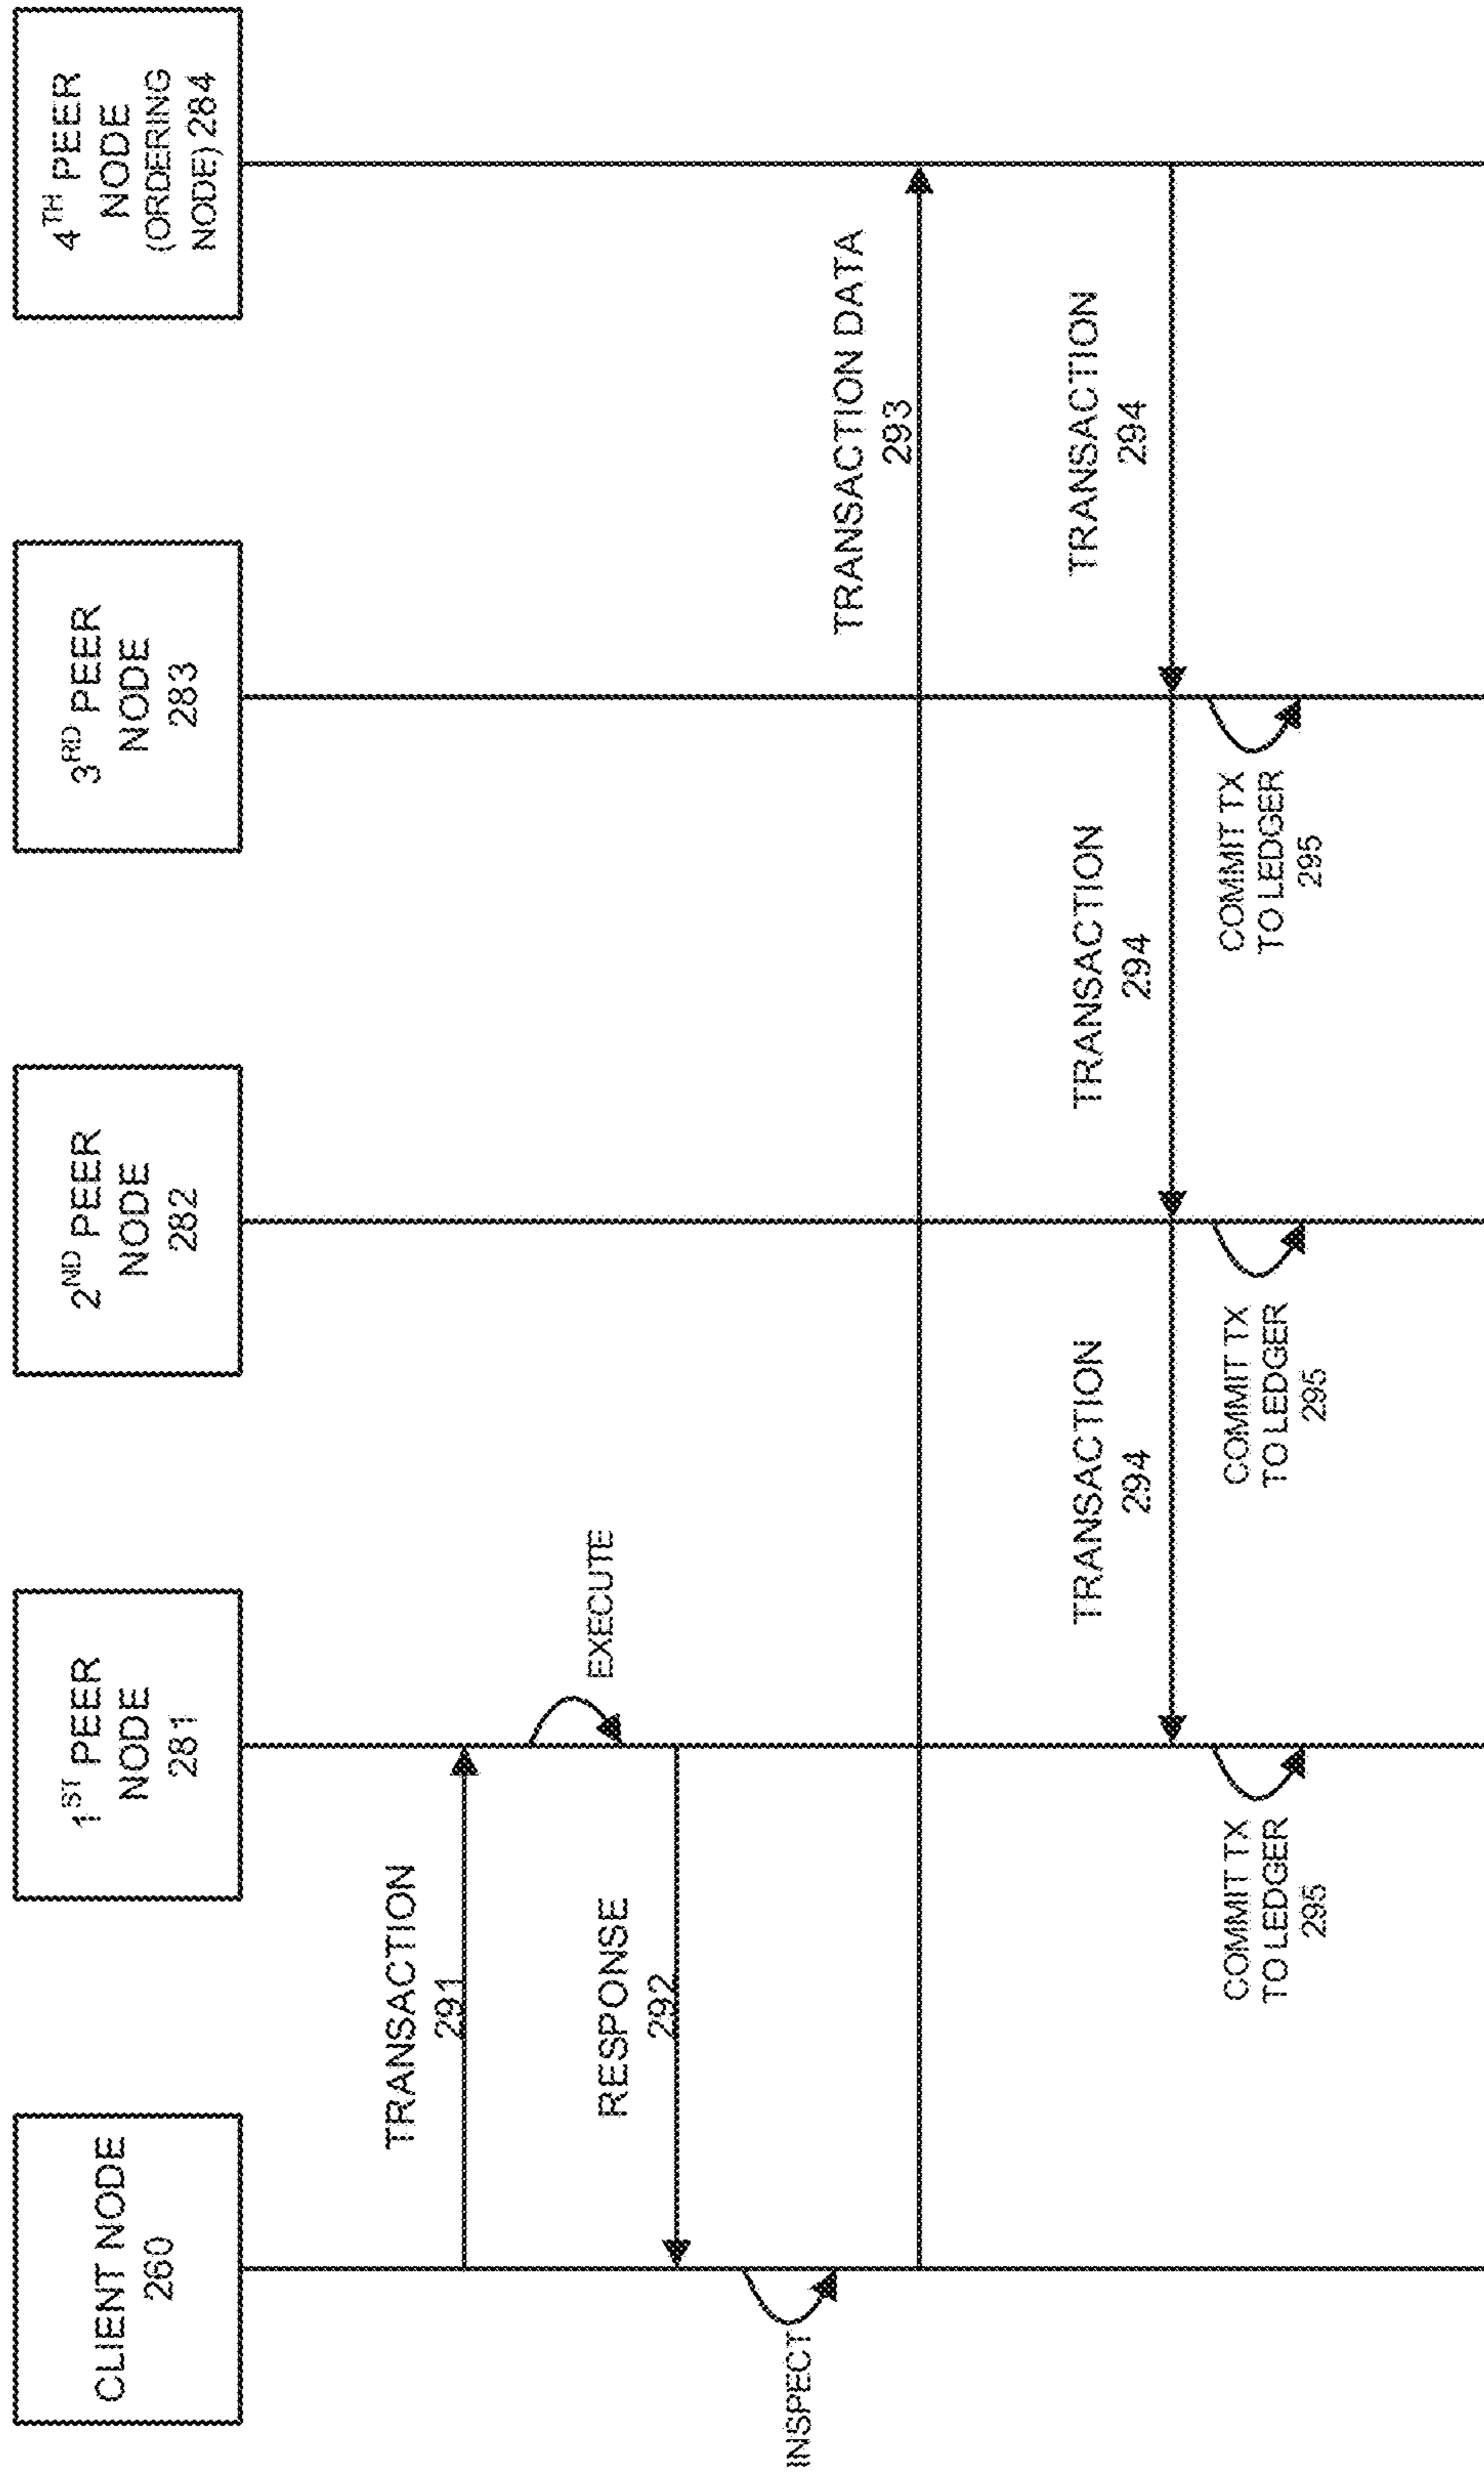 CLIENT NODE
260
1ST PEER
NODE
281
2ND PEER
NODE
282
3RD PEER
NODE
283
4TH PEER
NODE
(ORDERING
NODE) 284
TRANSACTION
291
EXECUTE
RESPONSE
292
INSPECT
TRANSACTION DATA
293
TRANSACTION
294
TRANSACTION
294
TRANSACTION
294
COMMIT TX
TO LEDGER
295
COMMIT TX
TO LEDGER
295
COMMIT TX
TO LEDGER
295